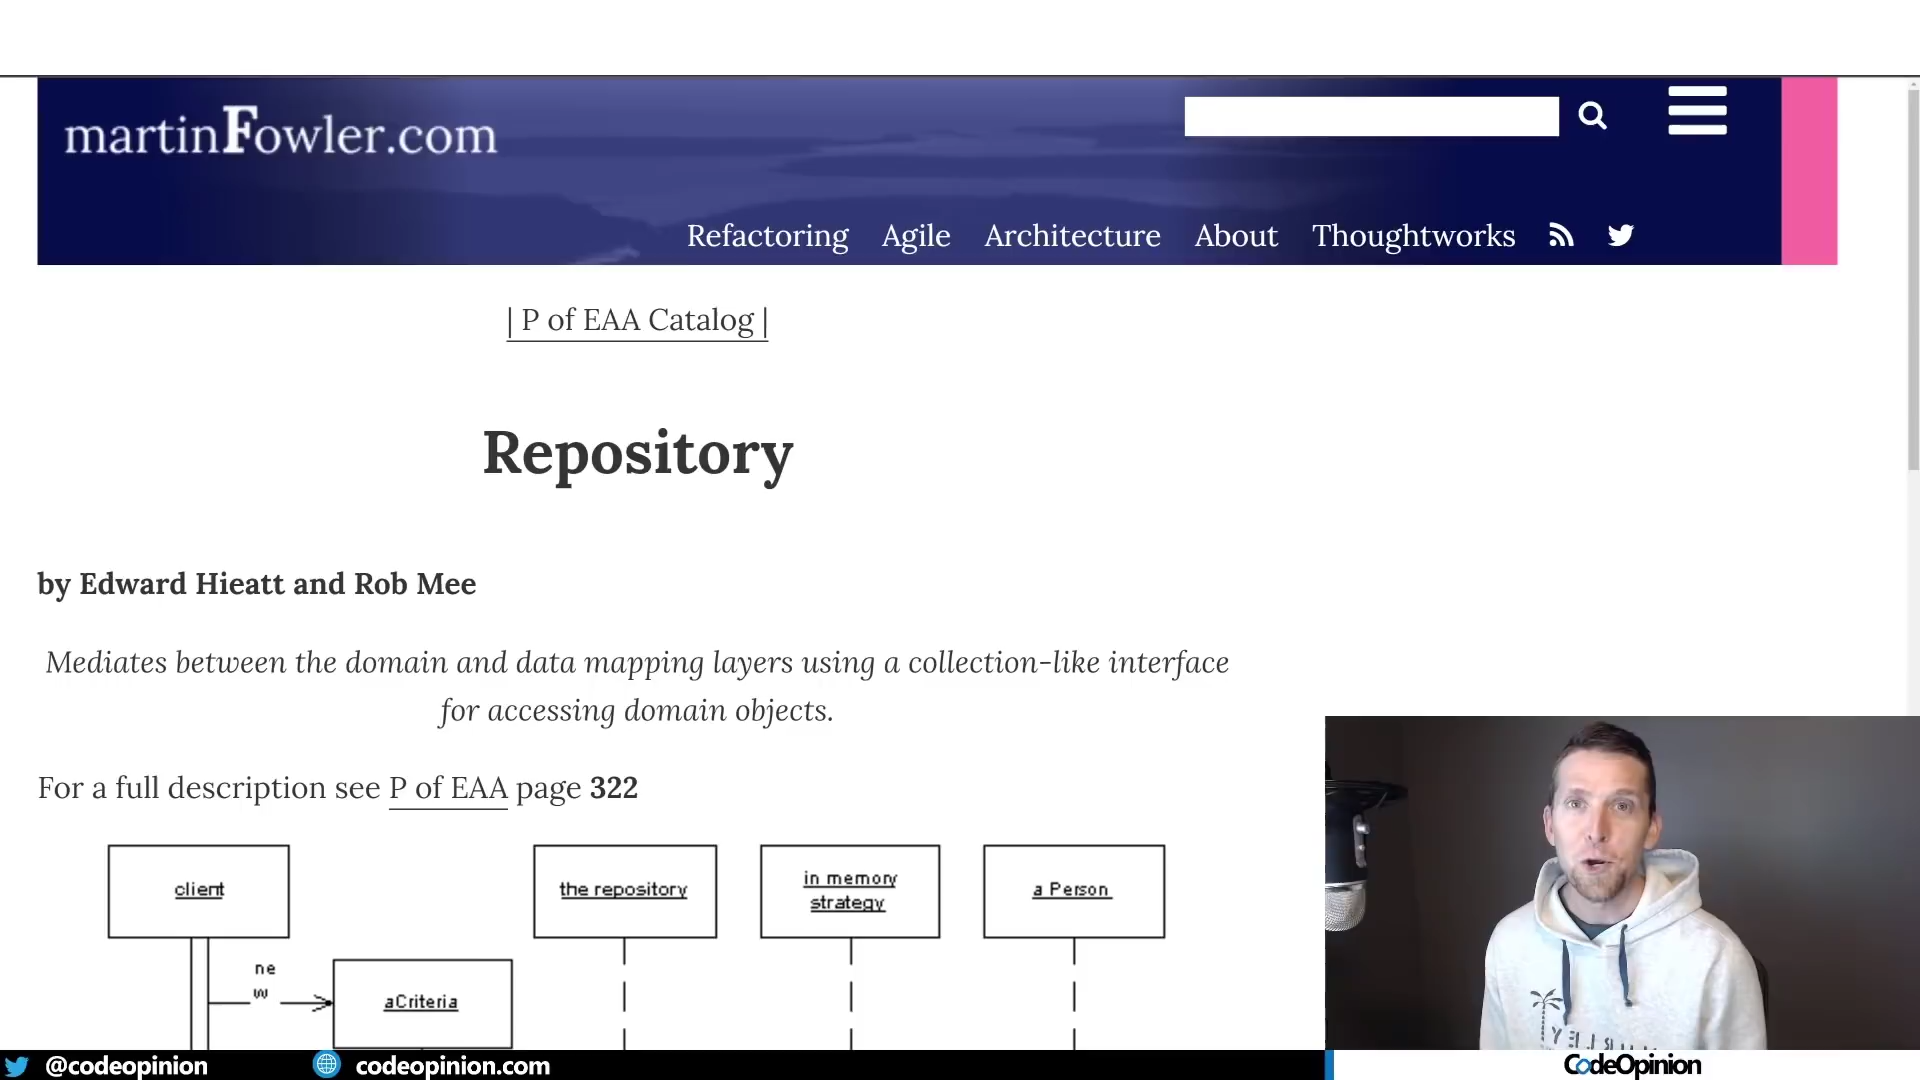 martinFowler.com
Refactoring Agile Architecture About Thoughtworks
| P of EAA Catalog |
Repository
by Edward Hieatt and Rob Mee
Mediates between the domain and data mapping layers using a collection-like interface
for accessing domain objects.
For a full description see P of EAA page 322
client
the repository
in memory
strategy
a Person
ne
w
aCriteria
@codeopinion
codeopinion.com
CodeOpinion